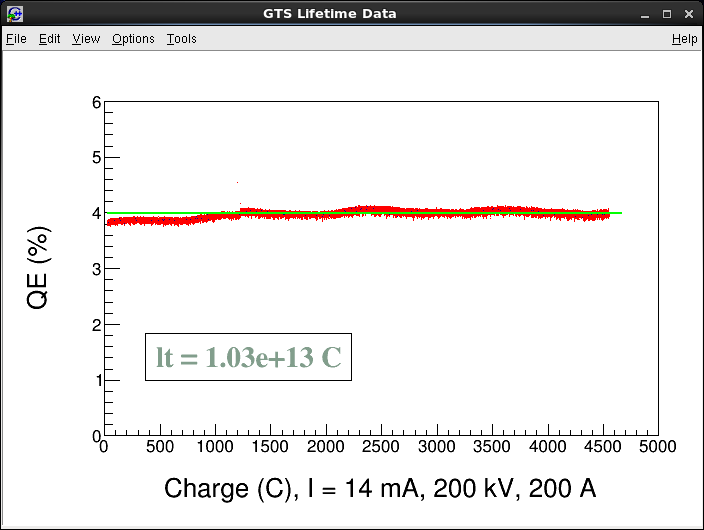 GTS Lifetime Data
File Edit View Options Tools Help
6
5
4
3
2
1
0
QE (%)
lt = 1.03e+13 C
0 500 1000 1500 2000 2500 3000 3500 4000 4500 5000
Charge (C), I = 14 mA, 200 kV, 200 A